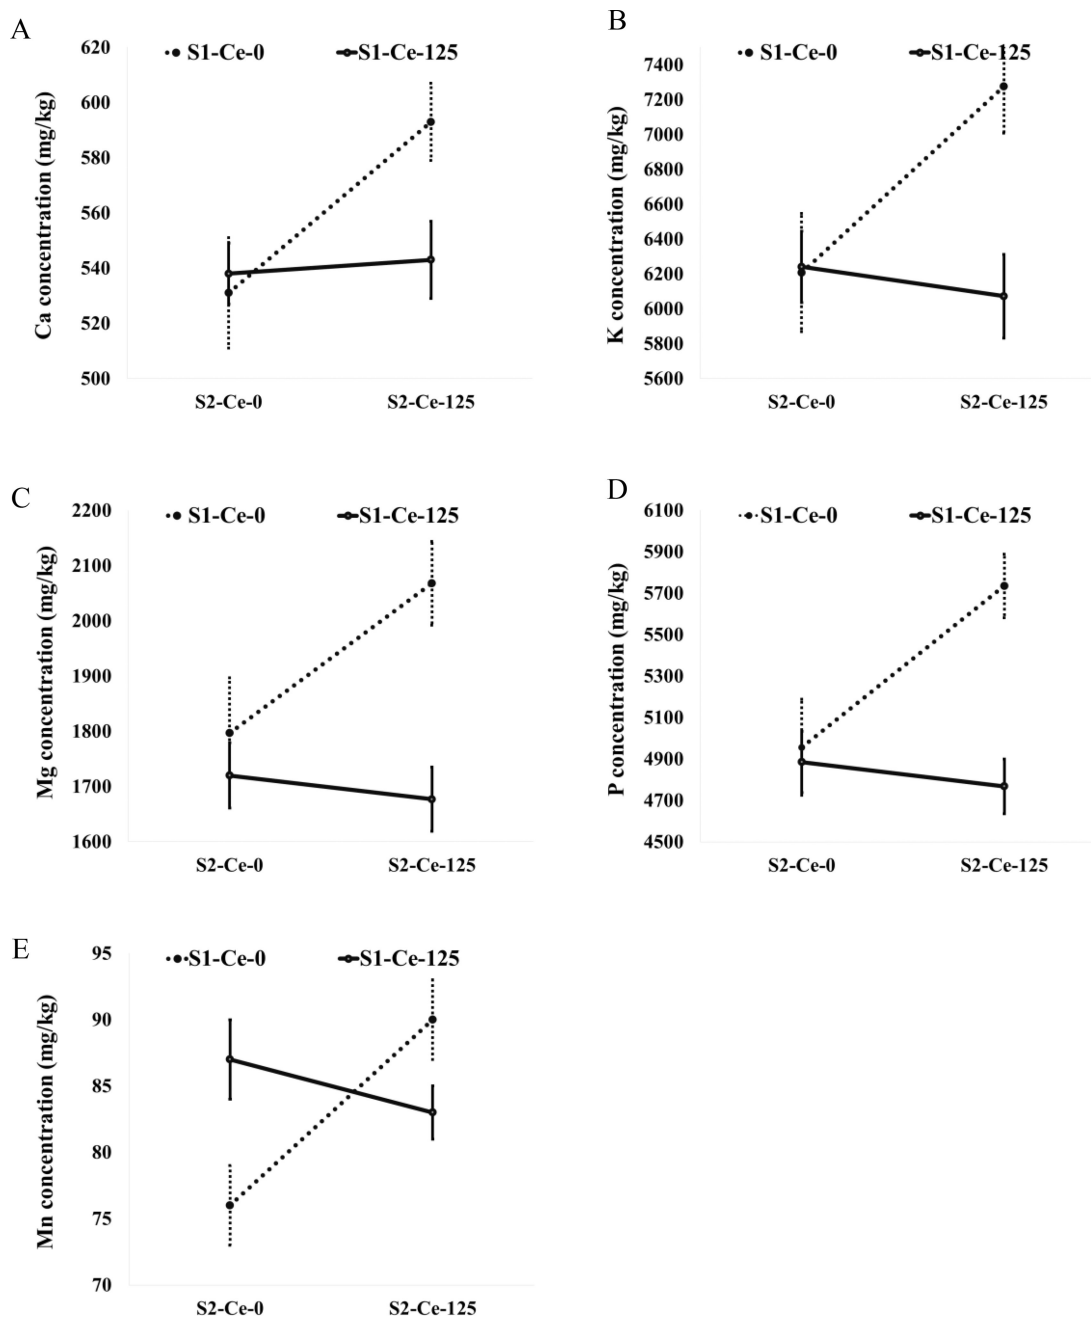 A
S1-Ce-0 S1-Ce-125
Ca concentration (mg/kg)
620
600
580
560
540
520
500
S2-Ce-0 S2-Ce-125
B
S1-Ce-0 S1-Ce-125
K concentration (mg/kg)
7400
7200
7000
6800
6600
6400
6200
6000
5800
5600
S2-Ce-0 S2-Ce-125
C
S1-Ce-0 S1-Ce-125
Mg concentration (mg/kg)
2200
2100
2000
1900
1800
1700
1600
S2-Ce-0 S2-Ce-125
D
S1-Ce-0 S1-Ce-125
P concentration (mg/kg)
6100
5900
5700
5500
5300
5100
4900
4700
4500
S2-Ce-0 S2-Ce-125
E
S1-Ce-0 S1-Ce-125
Mn concentration (mg/kg)
95
90
85
80
75
70
S2-Ce-0 S2-Ce-125